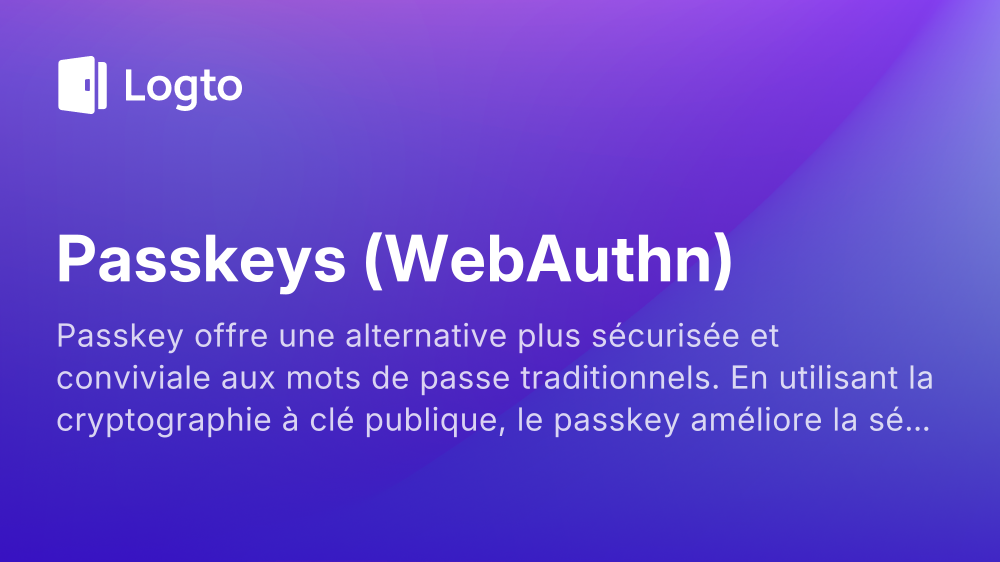 Logto
Passkeys (WebAuthn)
Passkey offre une alternative plus sécurisée et
conviviale aux mots de passe traditionnels. En utilisant la
cryptographie à clé publique, le passkey améliore la sé...